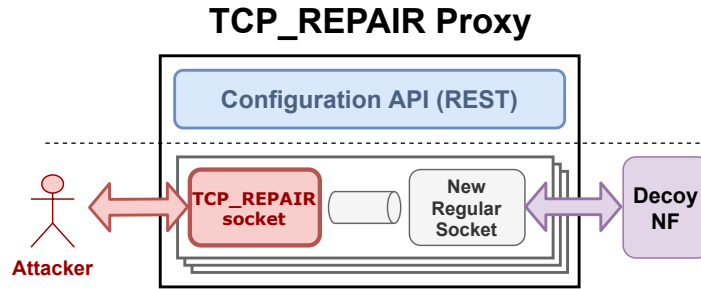 TCP_REPAIR Proxy
Configuration API (REST)
TCP_REPAIR
socket
New
Regular
Socket
Decoy
NF
Attacker